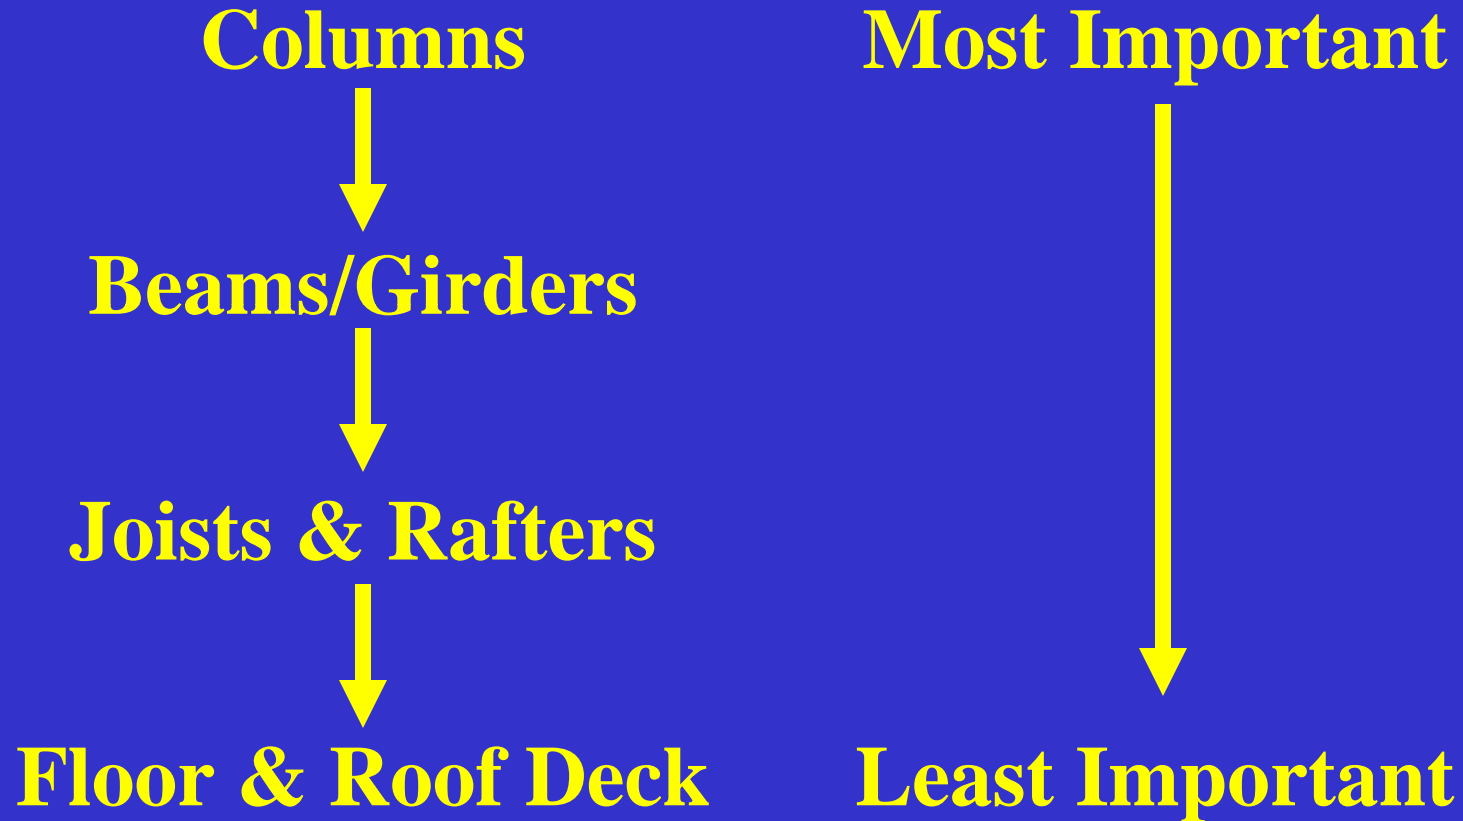 Columns
Most Important
Beams/Girders
Joists & Rafters
Floor & Roof Deck
Least Important